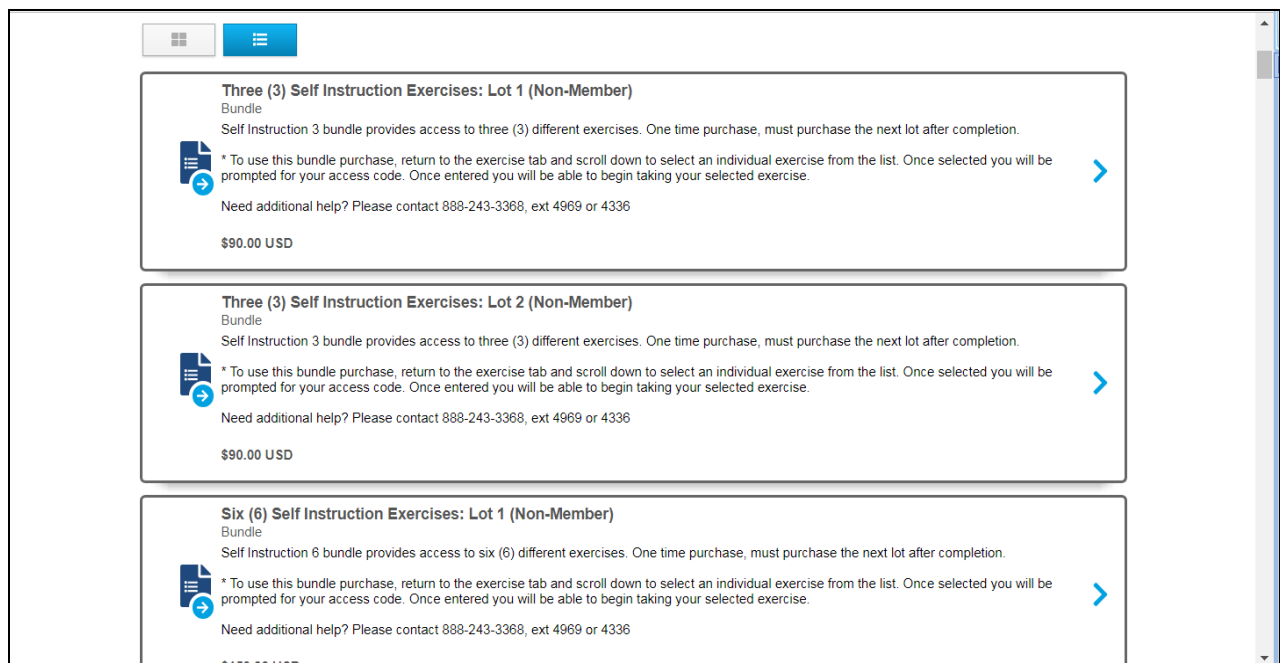 Three (3) Self Instruction Exercises: Lot 1 (Non-Member)
Bundle
Self Instruction 3 bundle provides access to three (3) different exercises. One time purchase, must purchase the next lot after completion.
* To use this bundle purchase, return to the exercise tab and scroll down to select an individual exercise from the list. Once selected you will be
prompted for your access code. Once entered you will be able to begin taking your selected exercise.
Need additional help? Please contact 888-243-3368, ext 4969 or 4336
$90.00 USD
Three (3) Self Instruction Exercises: Lot 2 (Non-Member)
Bundle
Self Instruction 3 bundle provides access to three (3) different exercises. One time purchase, must purchase the next lot after completion.
* To use this bundle purchase, return to the exercise tab and scroll down to select an individual exercise from the list. Once selected you will be
prompted for your access code. Once entered you will be able to begin taking your selected exercise.
Need additional help? Please contact 888-243-3368, ext 4969 or 4336
$90.00 USD
Six (6) Self Instruction Exercises: Lot 1 (Non-Member)
Bundle
Self Instruction 6 bundle provides access to six (6) different exercises. One time purchase, must purchase the next lot after completion.
* To use this bundle purchase, return to the exercise tab and scroll down to select an individual exercise from the list. Once selected you will be
prompted for your access code. Once entered you will be able to begin taking your selected exercise.
Need additional help? Please contact 888-243-3368, ext 4969 or 4336